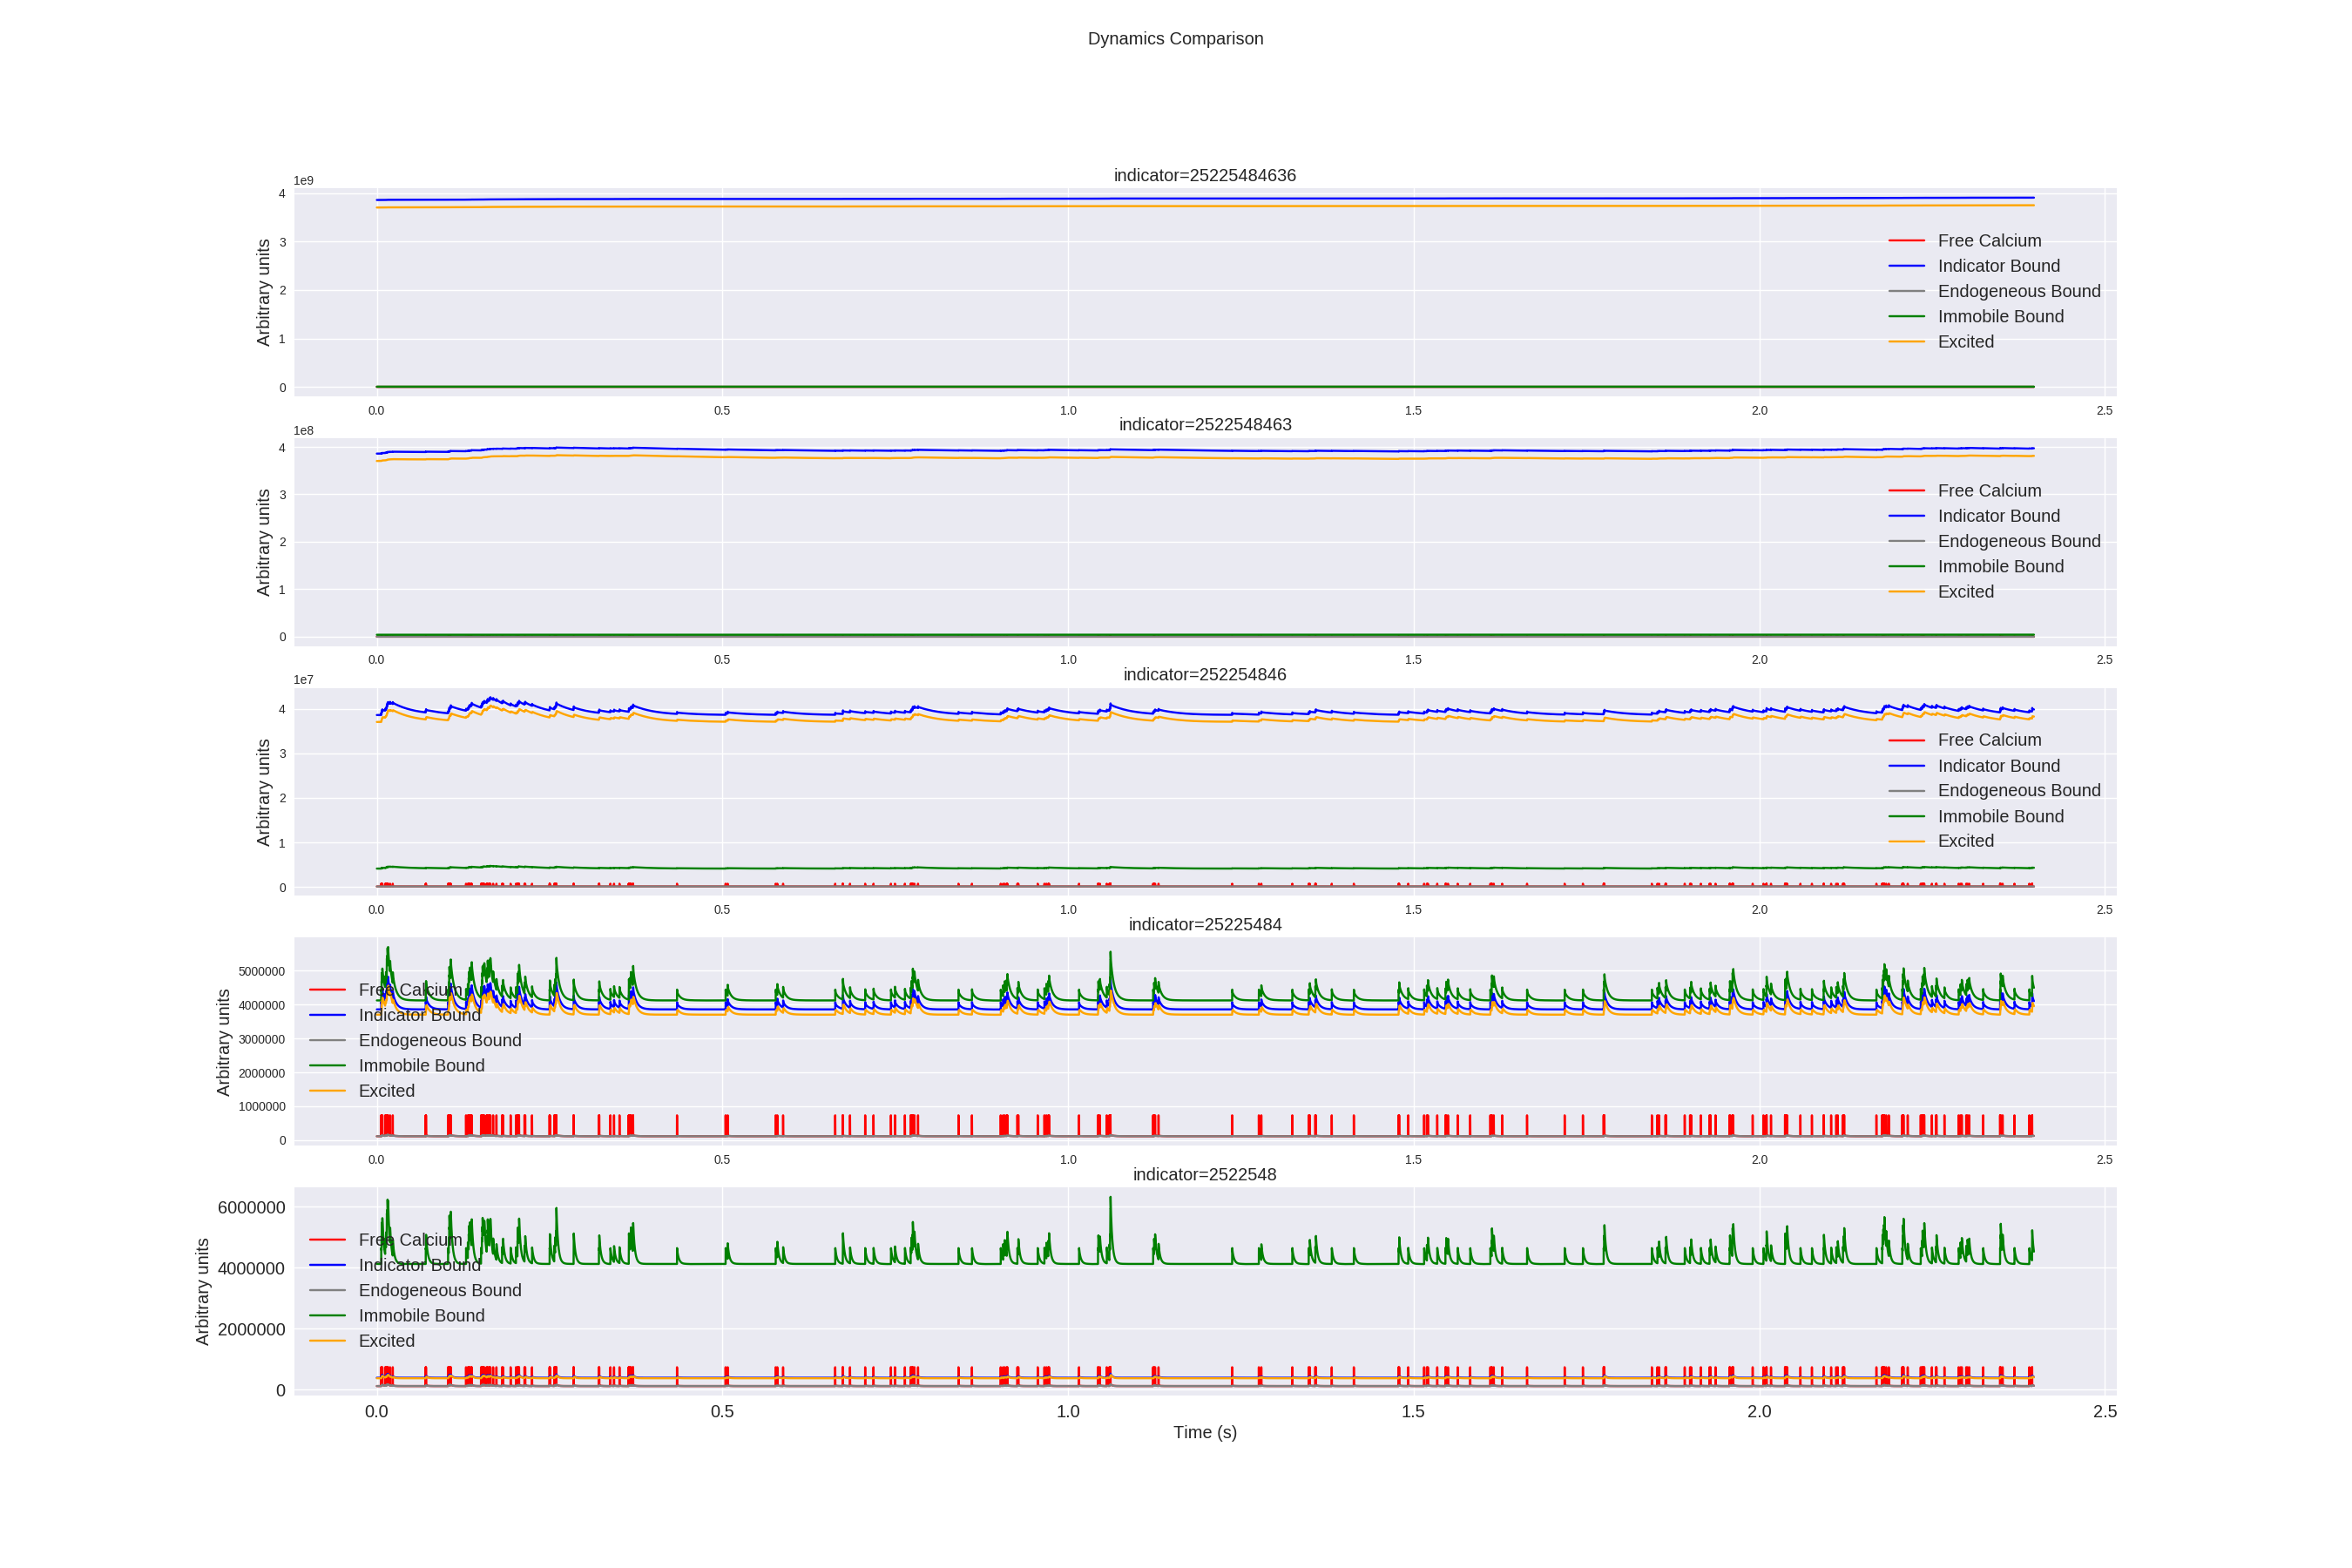 Dynamics Comparison
indicator=25225484636
1e9
4
3
2
1
0
Arbitrary units
Free Calcium
Indicator Bound
Endogeneous Bound
Immobile Bound
Excited
0.0 0.5 1.0 1.5 2.0 2.5
indicator=2522548463
1e8
4
3
2
1
0
Arbitrary units
Free Calcium
Indicator Bound
Endogeneous Bound
Immobile Bound
Excited
0.0 0.5 1.0 1.5 2.0 2.5
indicator=252254846
1e7
4
3
2
1
0
Arbitrary units
Free Calcium
Indicator Bound
Endogeneous Bound
Immobile Bound
Excited
0.0 0.5 1.0 1.5 2.0 2.5
indicator=25225484
5000000
4000000
3000000
2000000
1000000
0
Arbitrary units
Free Calcium
Indicator Bound
Endogeneous Bound
Immobile Bound
Excited
0.0 0.5 1.0 1.5 2.0 2.5
indicator=2522548
6000000
4000000
2000000
0
Arbitrary units
Free Calcium
Indicator Bound
Endogeneous Bound
Immobile Bound
Excited
0.0 0.5 1.0 1.5 2.0 2.5
Time (s)